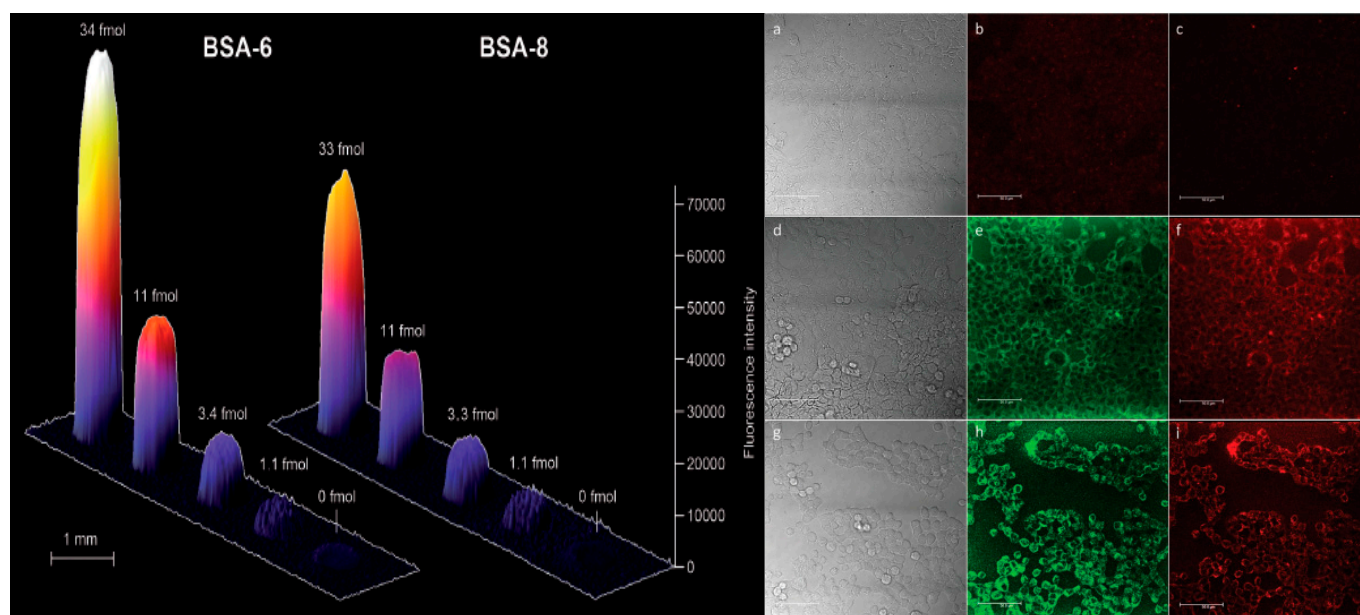 34 fmol
BSA-6
BSA-8
33 fmol
11 fmol
11 fmol
3.4 fmol
3.3 fmol
1.1 fmol
1.1 fmol
0 fmol
0 fmol
1 mm
70000
60000
50000
40000
30000
20000
10000
0
Fluorescence intensity
a
b
c
d
e
f
g
h
i